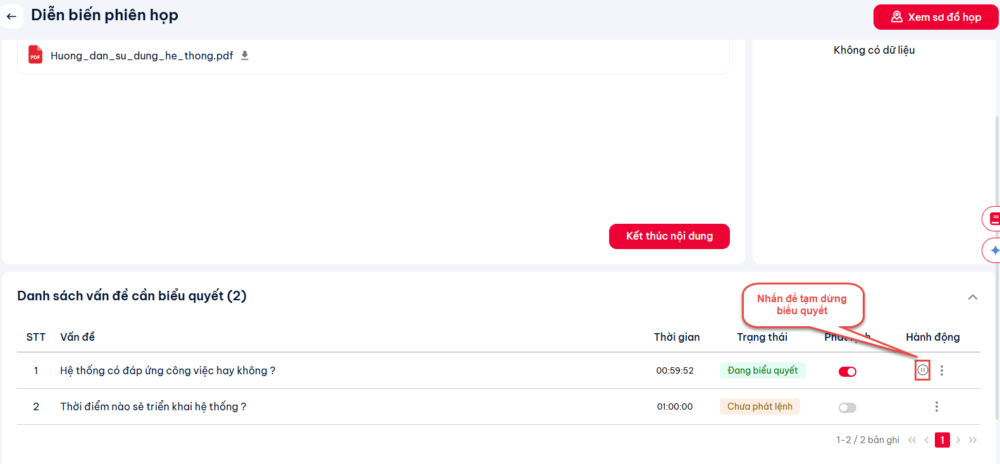 Diễn biến phiên họp
Xem sơ đồ họp
PDF
Huong_dan_su_dung_he_thong.pdf
Không có dữ liệu
Kết thúc nội dung
Danh sách vấn đề cần biểu quyết (2)
Nhấn để tạm dừng
biểu quyết
STT Vấn đề Thời gian Trạng thái Hành động
1 Hệ thống có đáp ứng công việc hay không ? 00:59:52 Đang biểu quyết
2 Thời điểm nào sẽ triển khai hệ thống ? 01:00:00 Chưa phát lệnh
1-2 / 2 bản ghi << < 1 > >>